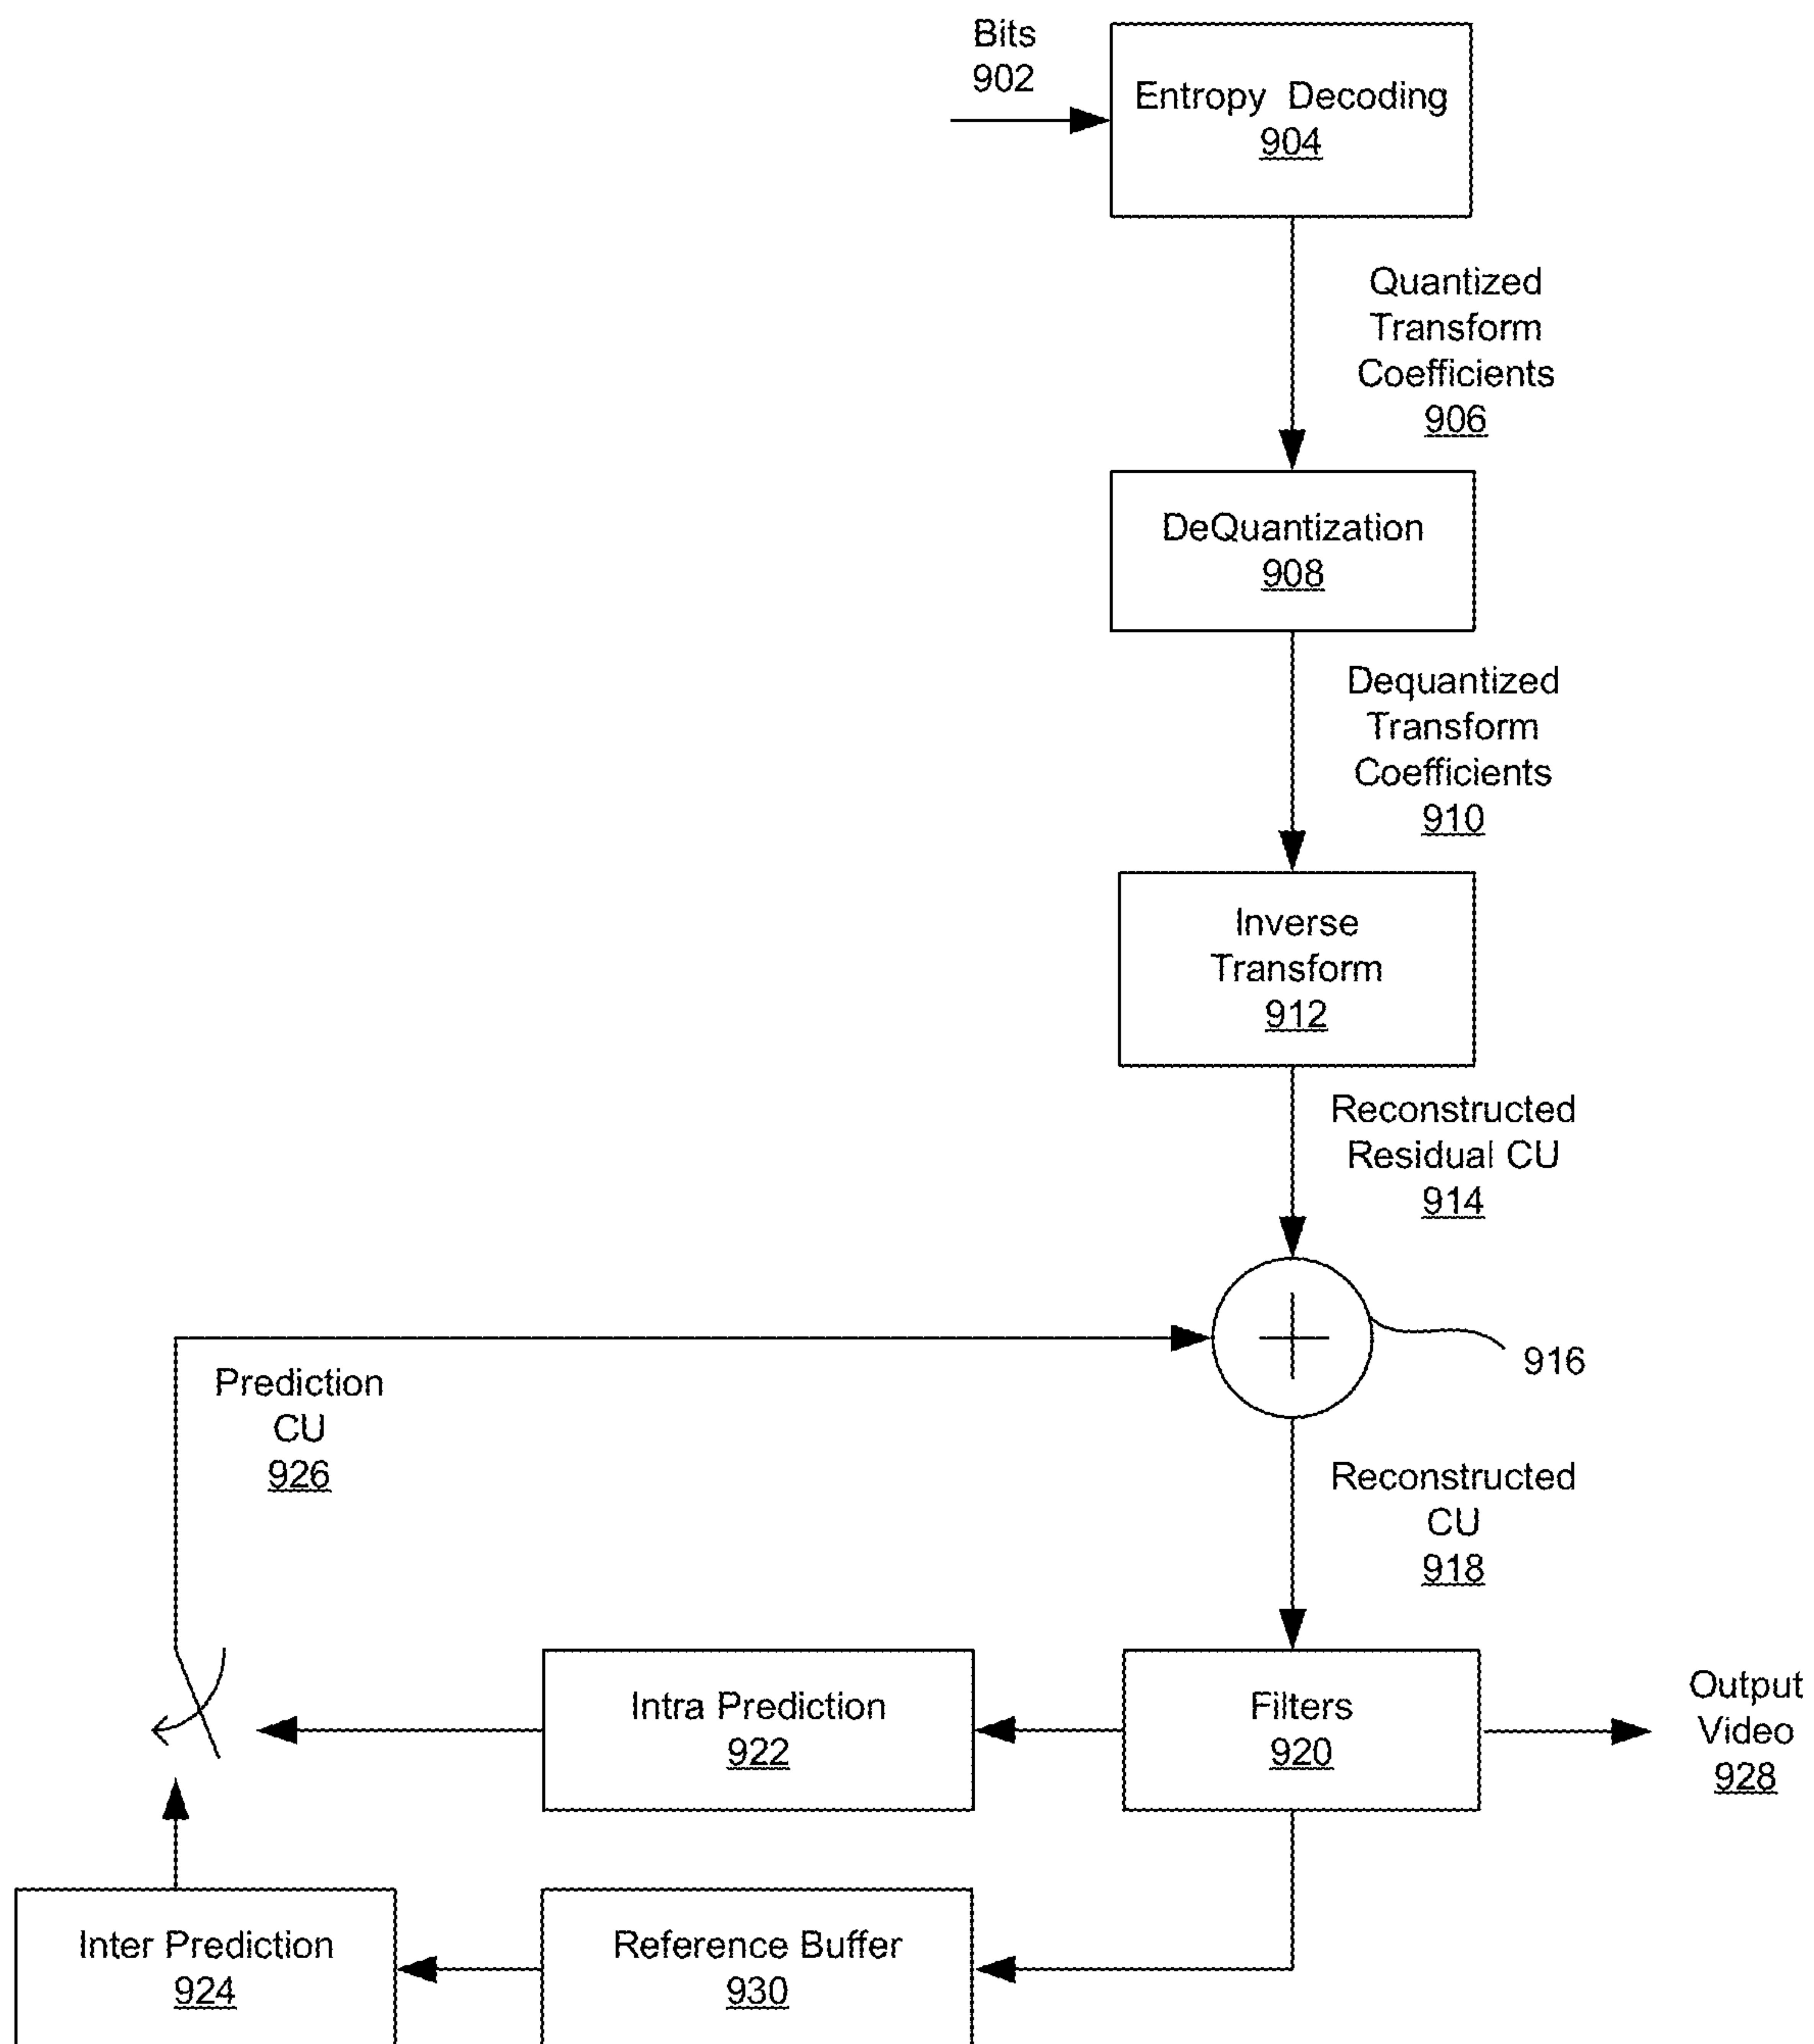 Bits
902
Entropy Decoding
904
Quantized
Transform
Coefficients
906
DeQuantization
908
Dequantized
Transform
Coefficients
910
Inverse
Transform
912
Reconstructed
Residual CU
914
916
Prediction
CU
926
Reconstructed
CU
918
Intra Prediction
922
Filters
920
Output
Video
928
Inter Prediction
924
Reference Buffer
930